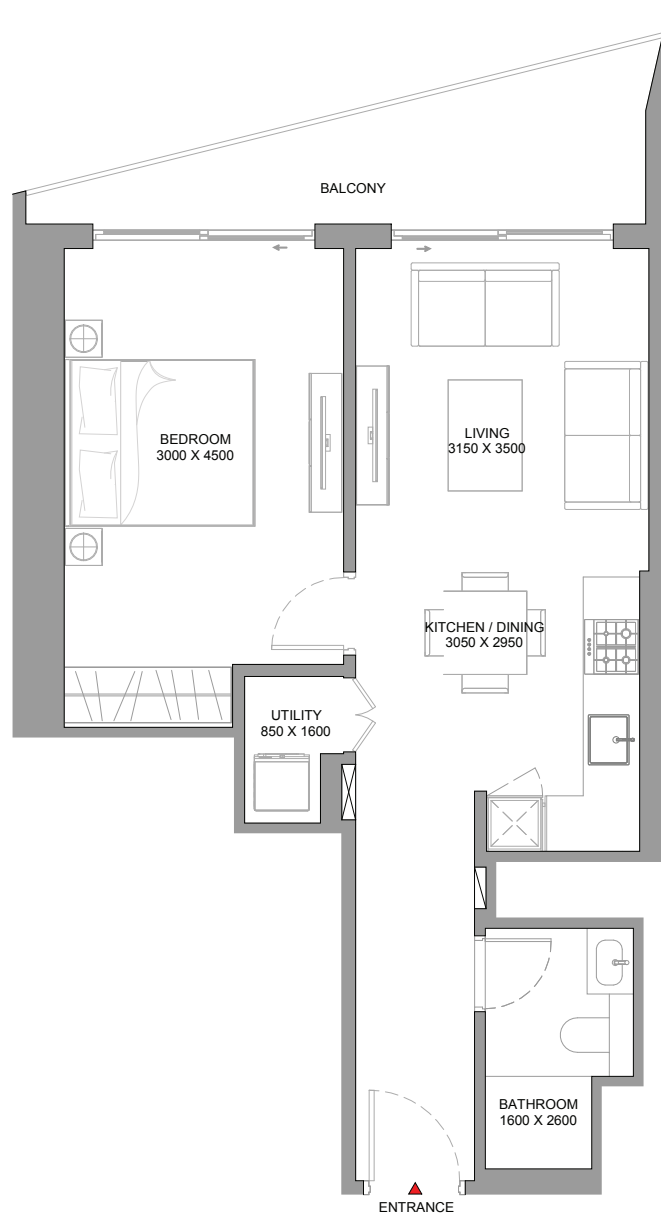 BALCONY
BEDROOM
3000 X 4500
LIVING
3150 X 3500
KITCHEN / DINING
3050 X 2950
UTILITY
850 X 1600
BATHROOM
1600 X 2600
ENTRANCE